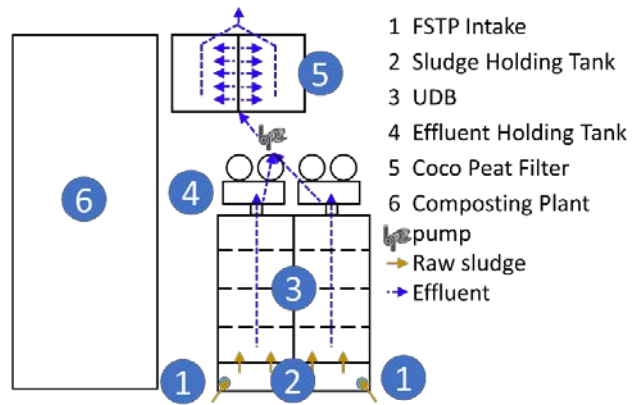 1 FSTP Intake
2 Sludge Holding Tank
3 UDB
4 Effluent Holding Tank
5 Coco Peat Filter
6 Composting Plant
pump
Raw sludge
Effluent
5
6
4
3
1
2
1